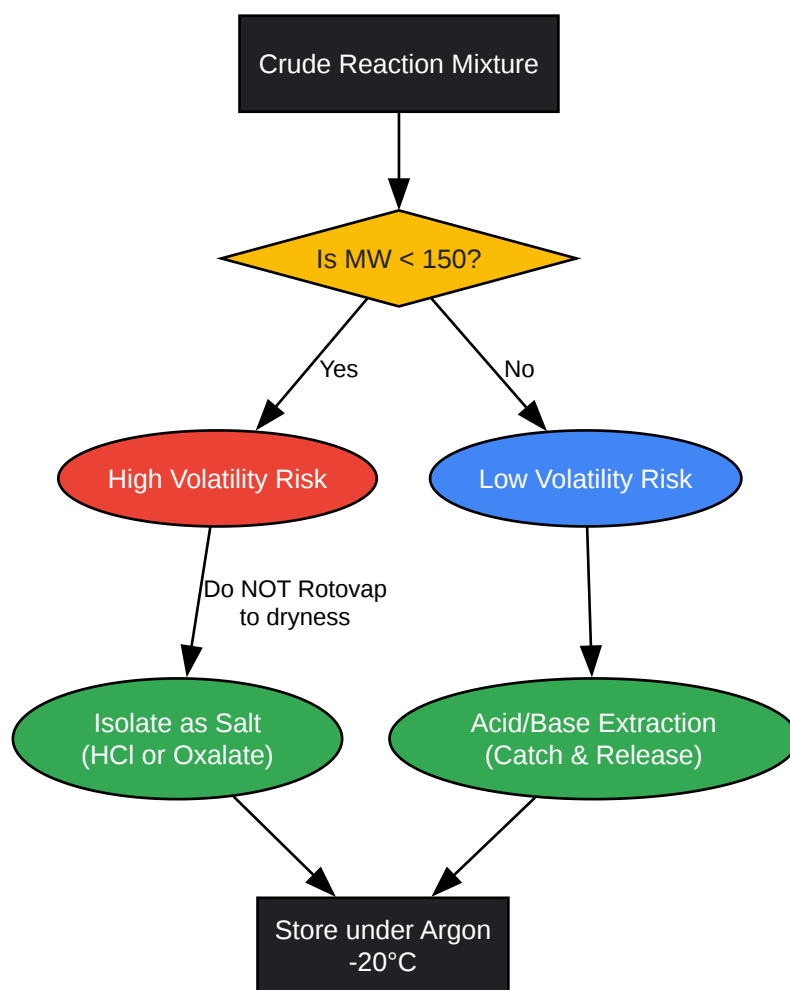 Crude Reaction Mixture
Is MW < 150?
Yes
No
High Volatility Risk
Low Volatility Risk
Do NOT Rotovap
to dryness
Isolate as Salt
(HCl or Oxalate)
Acid/Base Extraction
(Catch & Release)
Store under Argon
-20°C